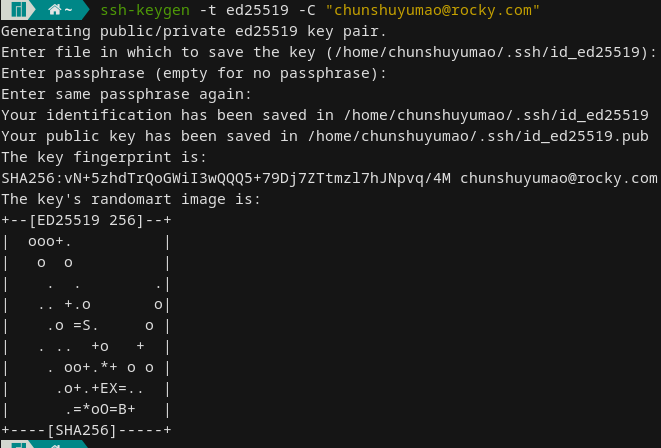 ~ ssh-keygen -t ed25519 -C "chunshuyumao@rocky.com"
Generating public/private ed25519 key pair.
Enter file in which to save the key (/home/chunshuyumao/.ssh/id_ed25519):
Enter passphrase (empty for no passphrase):
Enter same passphrase again:
Your identification has been saved in /home/chunshuyumao/.ssh/id_ed25519
Your public key has been saved in /home/chunshuyumao/.ssh/id_ed25519.pub
The key fingerprint is:
SHA256:vN+5zhdTrQoGWiI3wQQQ5+79Dj7ZTtmzl7hJNpvq/4M chunshuyumao@rocky.com
The key's randomart image is:
+--[ED25519 256]--+
|  ooo+.          |
|   o  o          |
|    .  .        .|
|   .. +.o       o|
|    .o =S.     o |
|   . ..  +o   +  |
|    . oo+.*+ o o |
|     .o+.+EX=..  |
|      .=*oO=B+   |
+----[SHA256]-----+